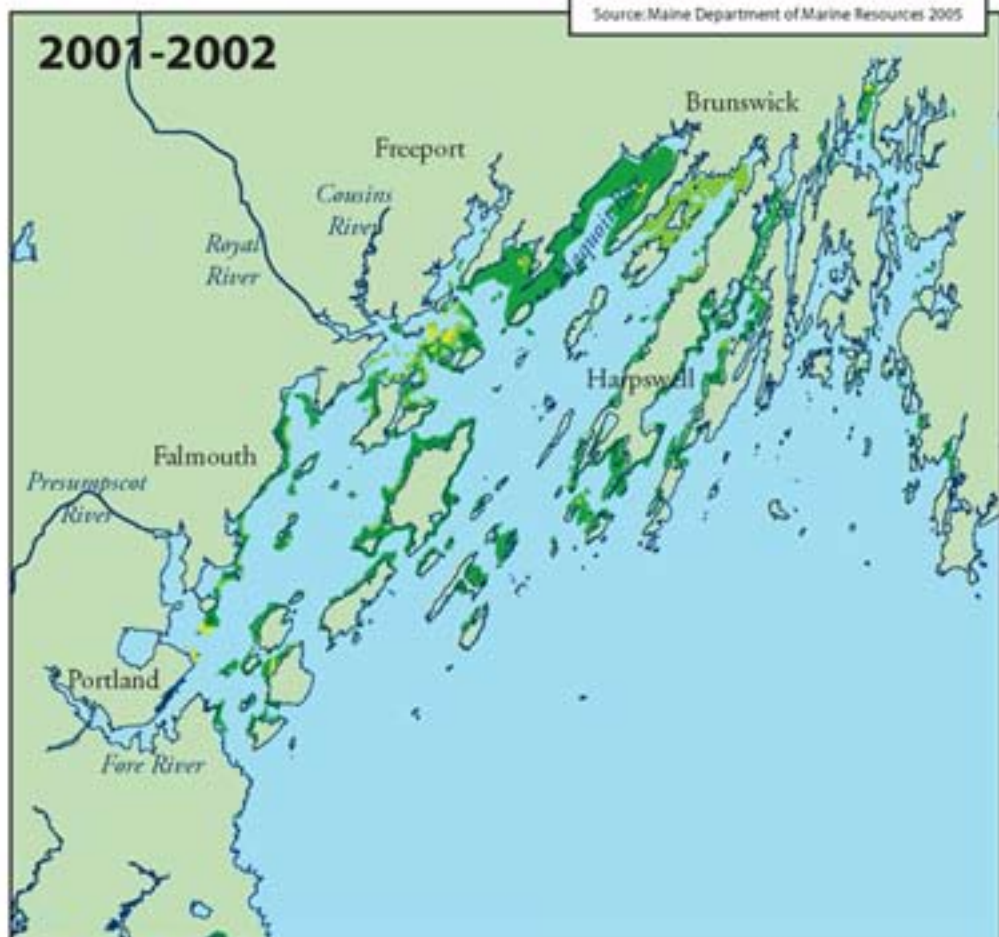 Source: Maine Department of Marine Resources 2005
2001-2002
Brunswick
Freeport
Cousins
River
Royal
River
Harpswell
Falmouth
Presumpscot
River
Portland
Fore River